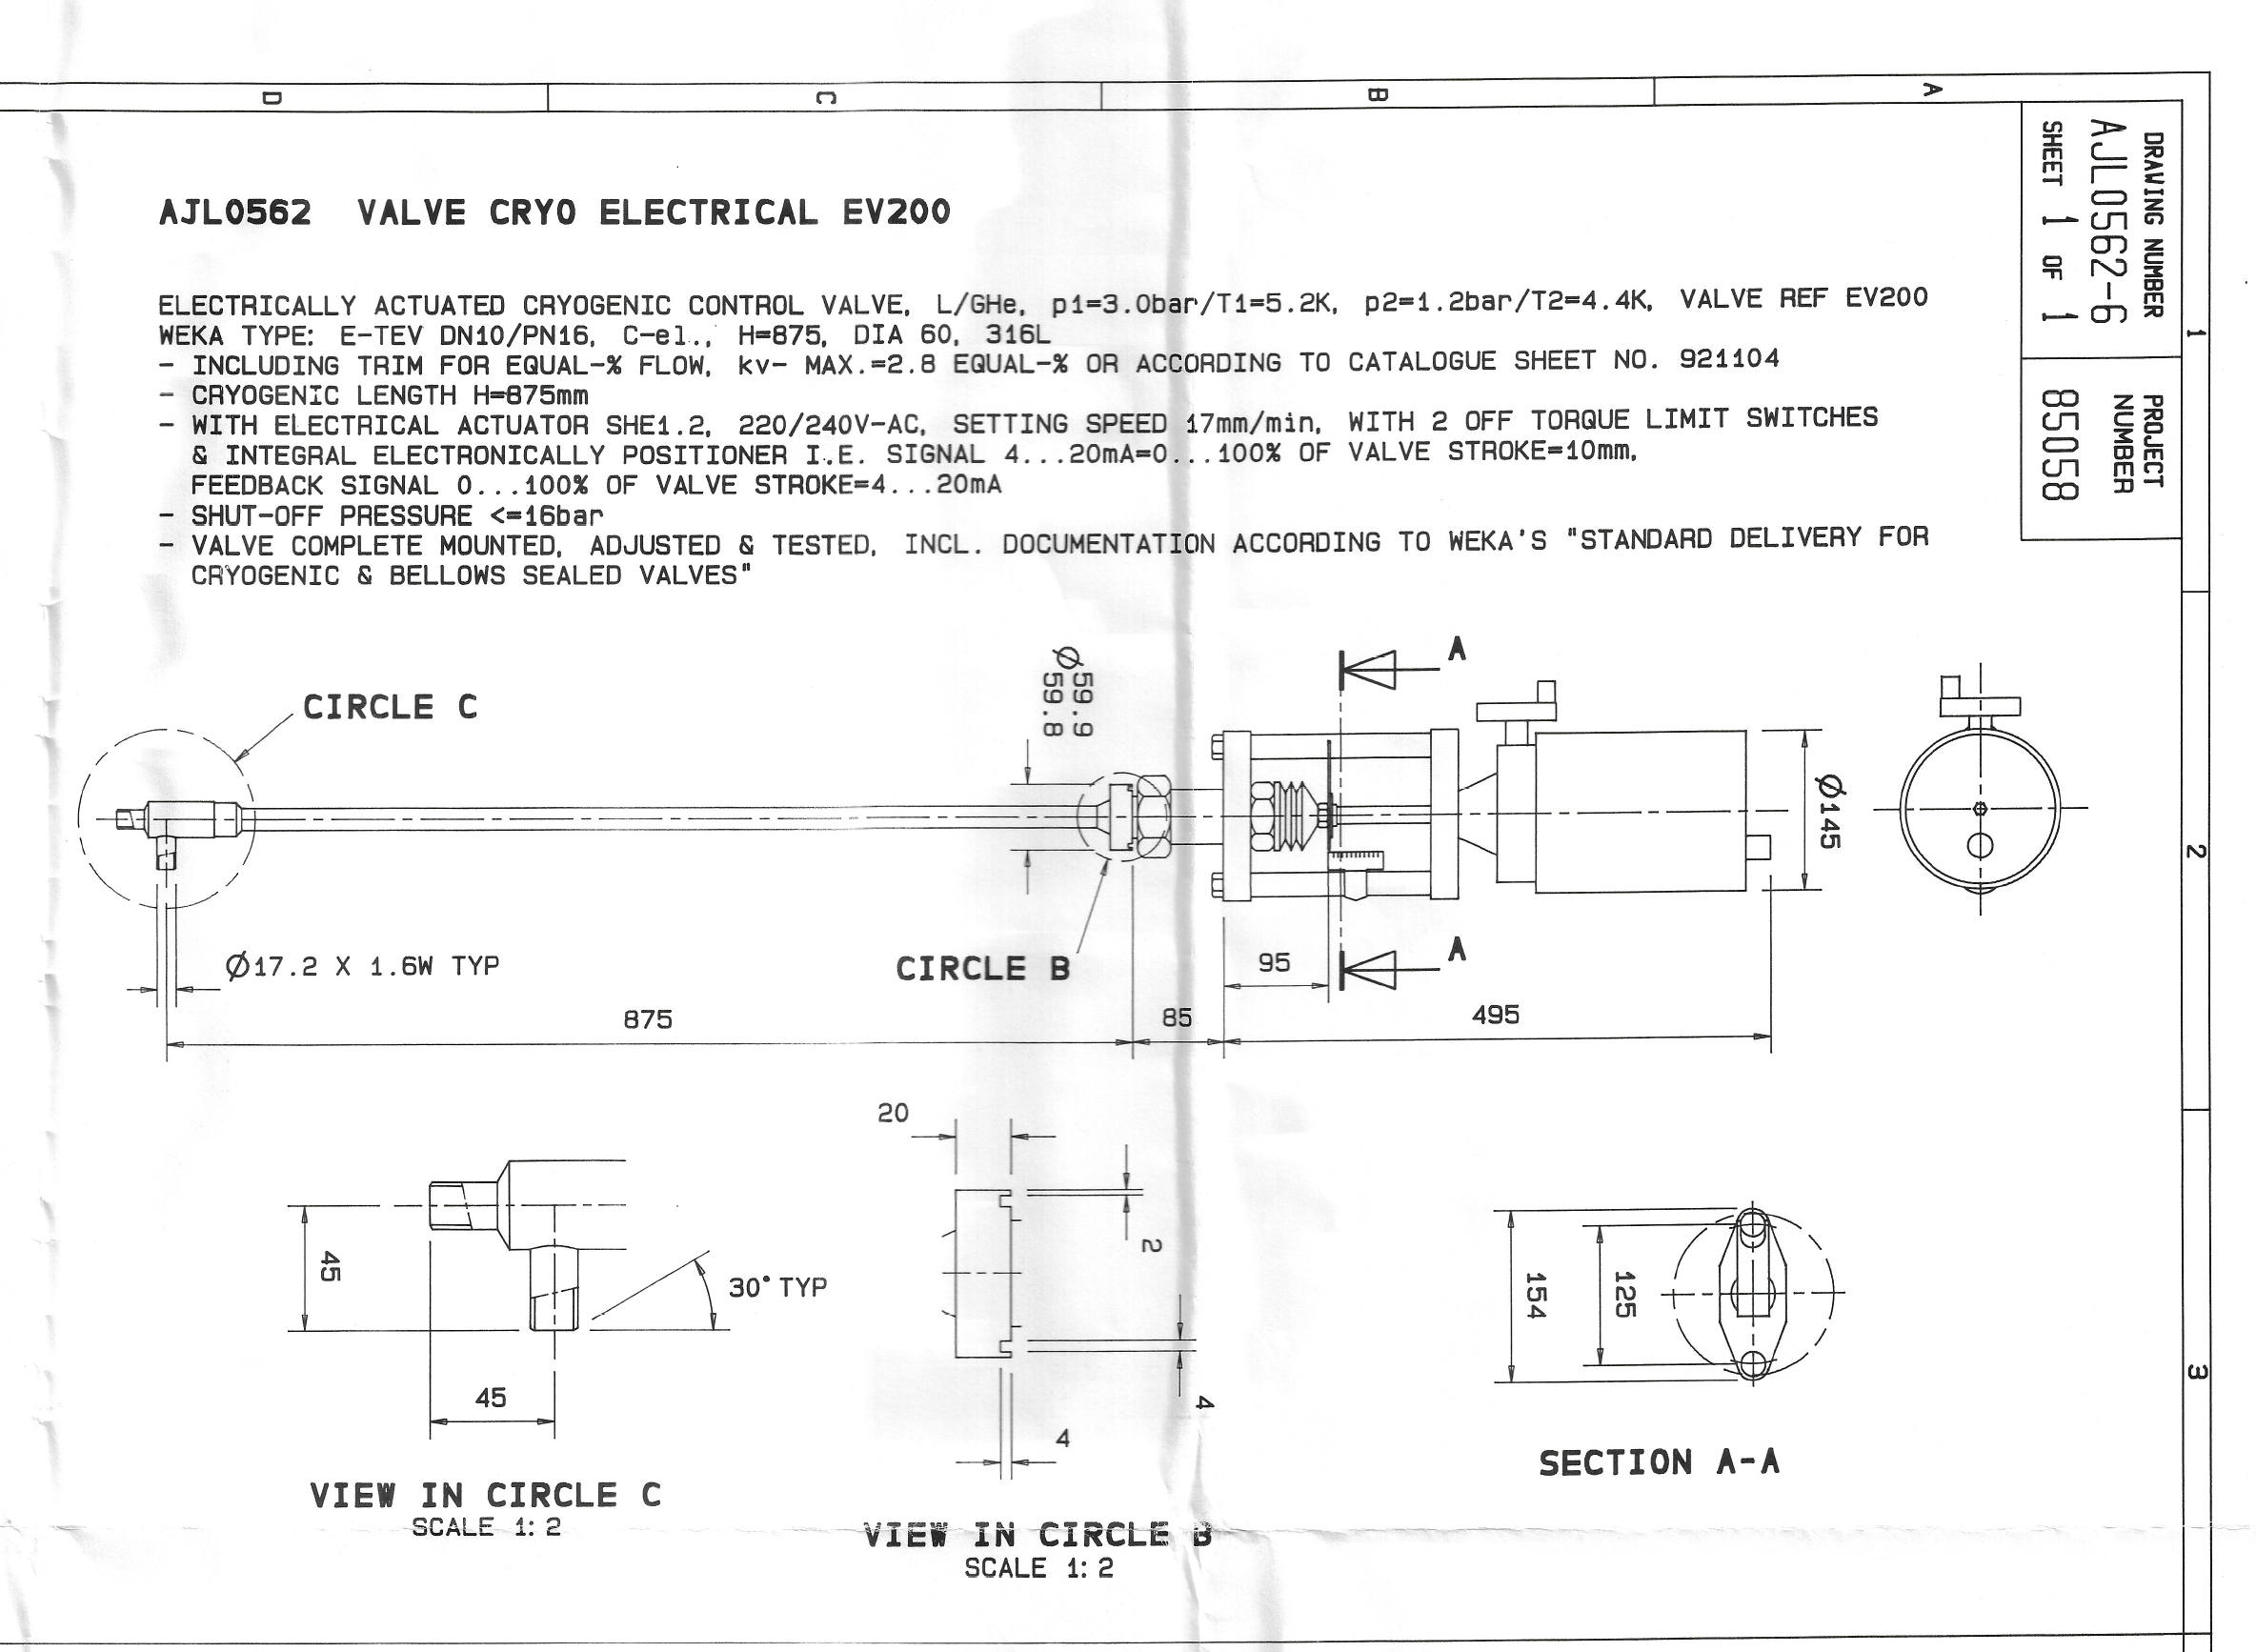 D
C
B
A
DRAWING NUMBER
AJL0562-6
SHEET 1 OF 1
PROJECT
NUMBER
85058
1
2
3
AJL0562 VALVE CRYO ELECTRICAL EV200
ELECTRICALLY ACTUATED CRYOGENIC CONTROL VALVE, L/GHe, p1=3.0bar/T1=5.2K, p2=1.2bar/T2=4.4K, VALVE REF EV200
WEKA TYPE: E-TEV DN10/PN16, C-el., H=875, DIA 60, 316L
- INCLUDING TRIM FOR EQUAL-% FLOW, kv- MAX.=2.8 EQUAL-% OR ACCORDING TO CATALOGUE SHEET NO. 921104
- CRYOGENIC LENGTH H=875mm
- WITH ELECTRICAL ACTUATOR SHE1.2, 220/240V-AC, SETTING SPEED 17mm/min, WITH 2 OFF TORQUE LIMIT SWITCHES
& INTEGRAL ELECTRONICALLY POSITIONER I.E. SIGNAL 4...20mA=0...100% OF VALVE STROKE=10mm,
FEEDBACK SIGNAL 0...100% OF VALVE STROKE=4...20mA
- SHUT-OFF PRESSURE <=16bar
- VALVE COMPLETE MOUNTED, ADJUSTED & TESTED, INCL. DOCUMENTATION ACCORDING TO WEKA'S "STANDARD DELIVERY FOR
CRYOGENIC & BELLOWS SEALED VALVES"
CIRCLE C
Ø59.9
59.8
A
Ø145
Ø17.2 X 1.6W TYP
CIRCLE B
95
A
875
85
495
45
30° TYP
45
VIEW IN CIRCLE C
SCALE 1:2
20
2
4
4
VIEW IN CIRCLE B
SCALE 1:2
154
125
SECTION A-A